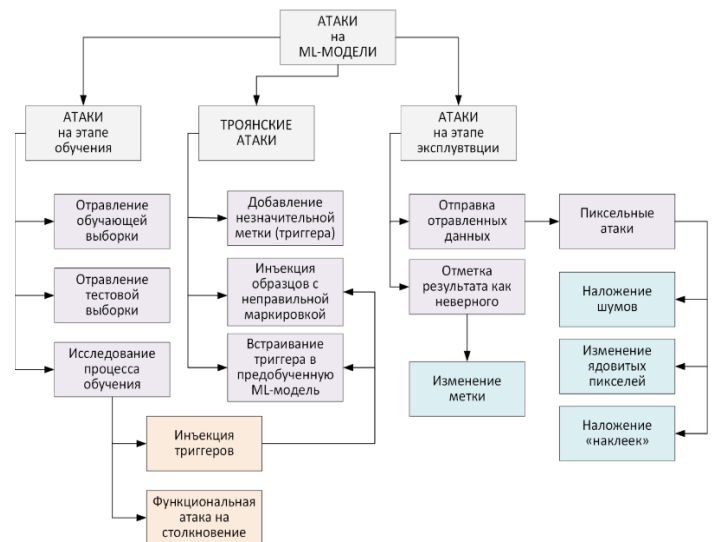 АТАКИ
на
ML-МОДЕЛИ
АТАКИ
на этапе
обучения
ТРОЯНСКИЕ
АТАКИ
АТАКИ
на этапе
эксплувтвции
Отравление
обучающей
выборки
Отравление
тестовой
выборки
Исследование
процесса
обучения
Инъекция
триггеров
Функциональная
атака на
столкновение
Добавление
незначительной
метки (триггера)
Инъекция
образцов с
неправильной
маркировкой
Встраивание
триггера в
предобученную
ML-модель
Отправка
отравленных
данных
Отметка
результата как
неверного
Изменение
метки
Пиксельные
атаки
Наложение
шумов
Изменение
ядовитых
пикселей
Наложение
«наклеек»